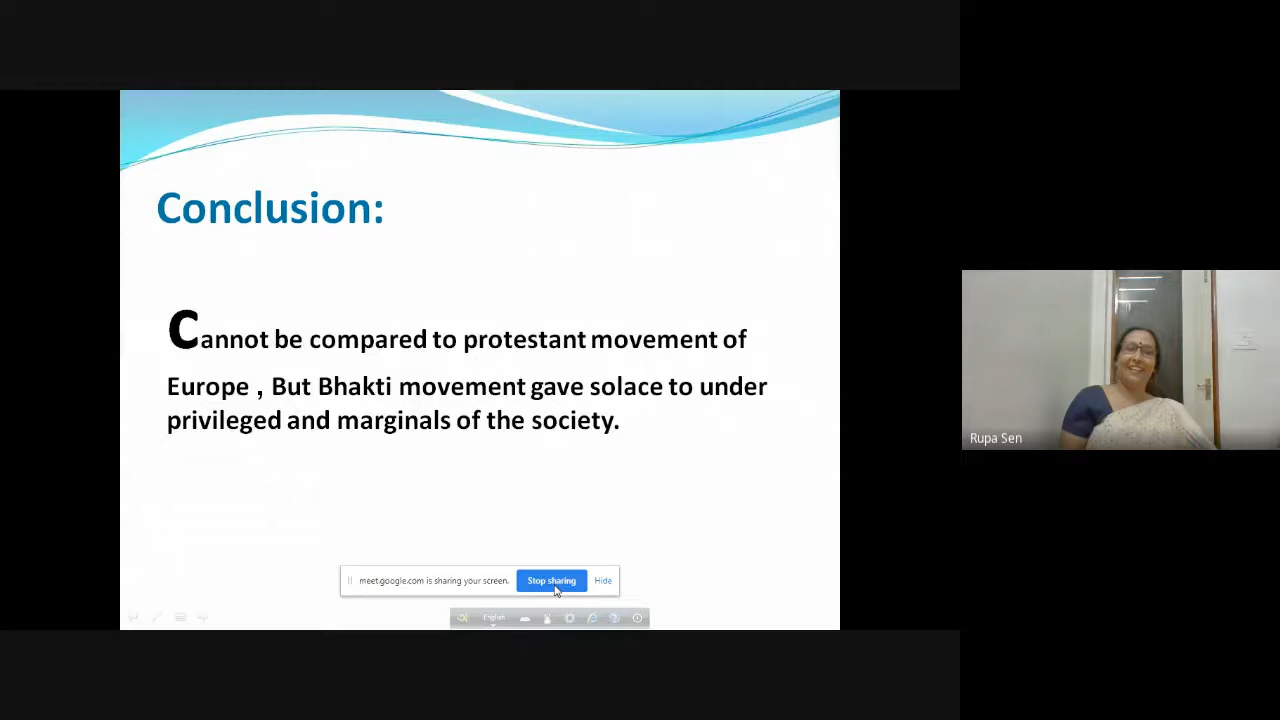 Conclusion:
Cannot be compared to protestant movement of
Europe , But Bhakti movement gave solace to under
privileged and marginals of the society.
Rupa Sen
meet.google.com is sharing your screen. Stop sharing Hide
English